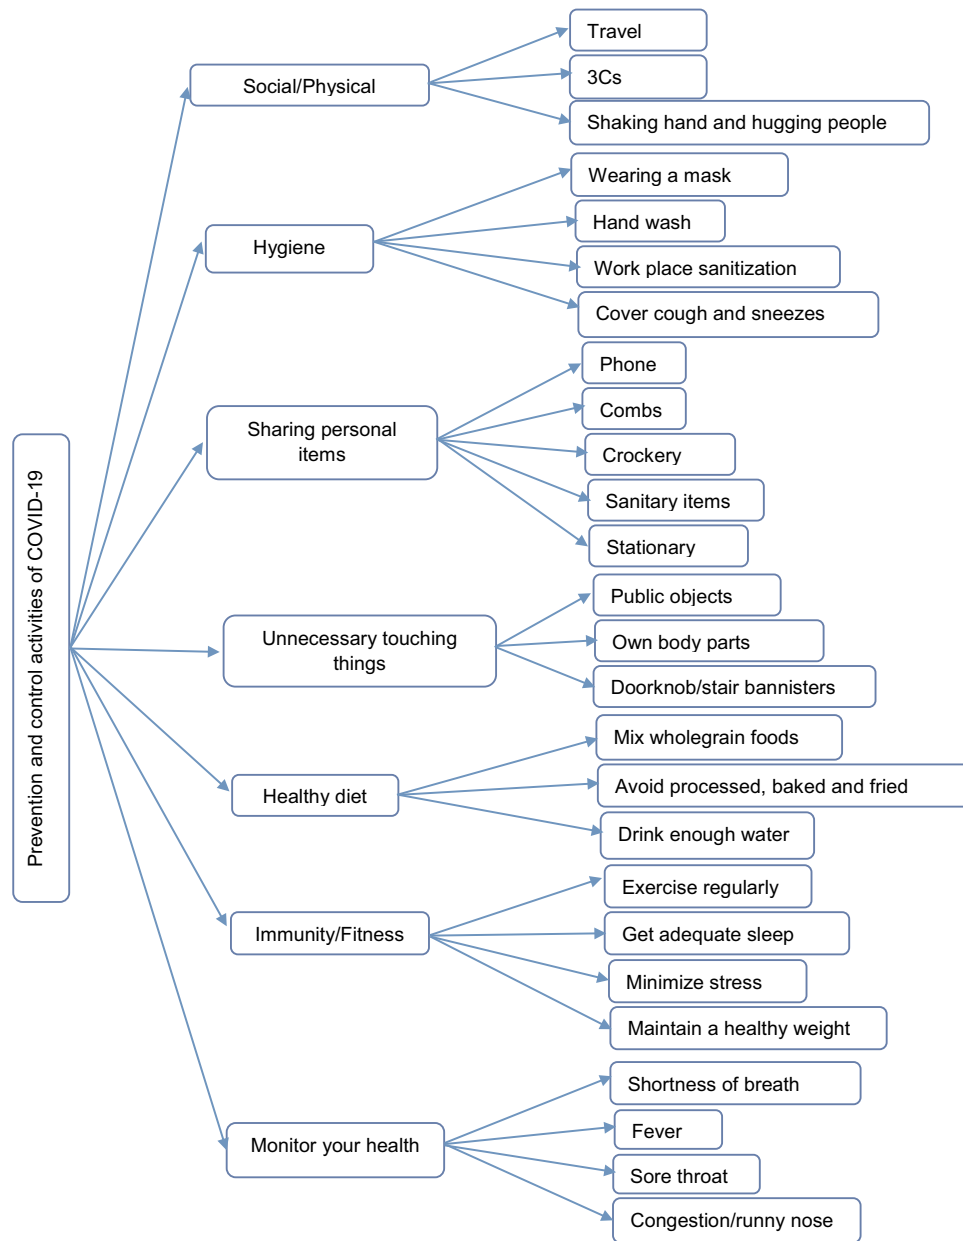 Prevention and control activities of COVID-19
Social/Physical
Travel
3Cs
Shaking hand and hugging people
Hygiene
Wearing a mask
Hand wash
Work place sanitization
Cover cough and sneezes
Sharing personal
items
Phone
Combs
Crockery
Sanitary items
Stationary
Unnecessary touching
things
Public objects
Own body parts
Doorknob/stair bannisters
Healthy diet
Mix wholegrain foods
Avoid processed, baked and fried
Drink enough water
Immunity/Fitness
Exercise regularly
Get adequate sleep
Minimize stress
Maintain a healthy weight
Monitor your health
Shortness of breath
Fever
Sore throat
Congestion/runny nose